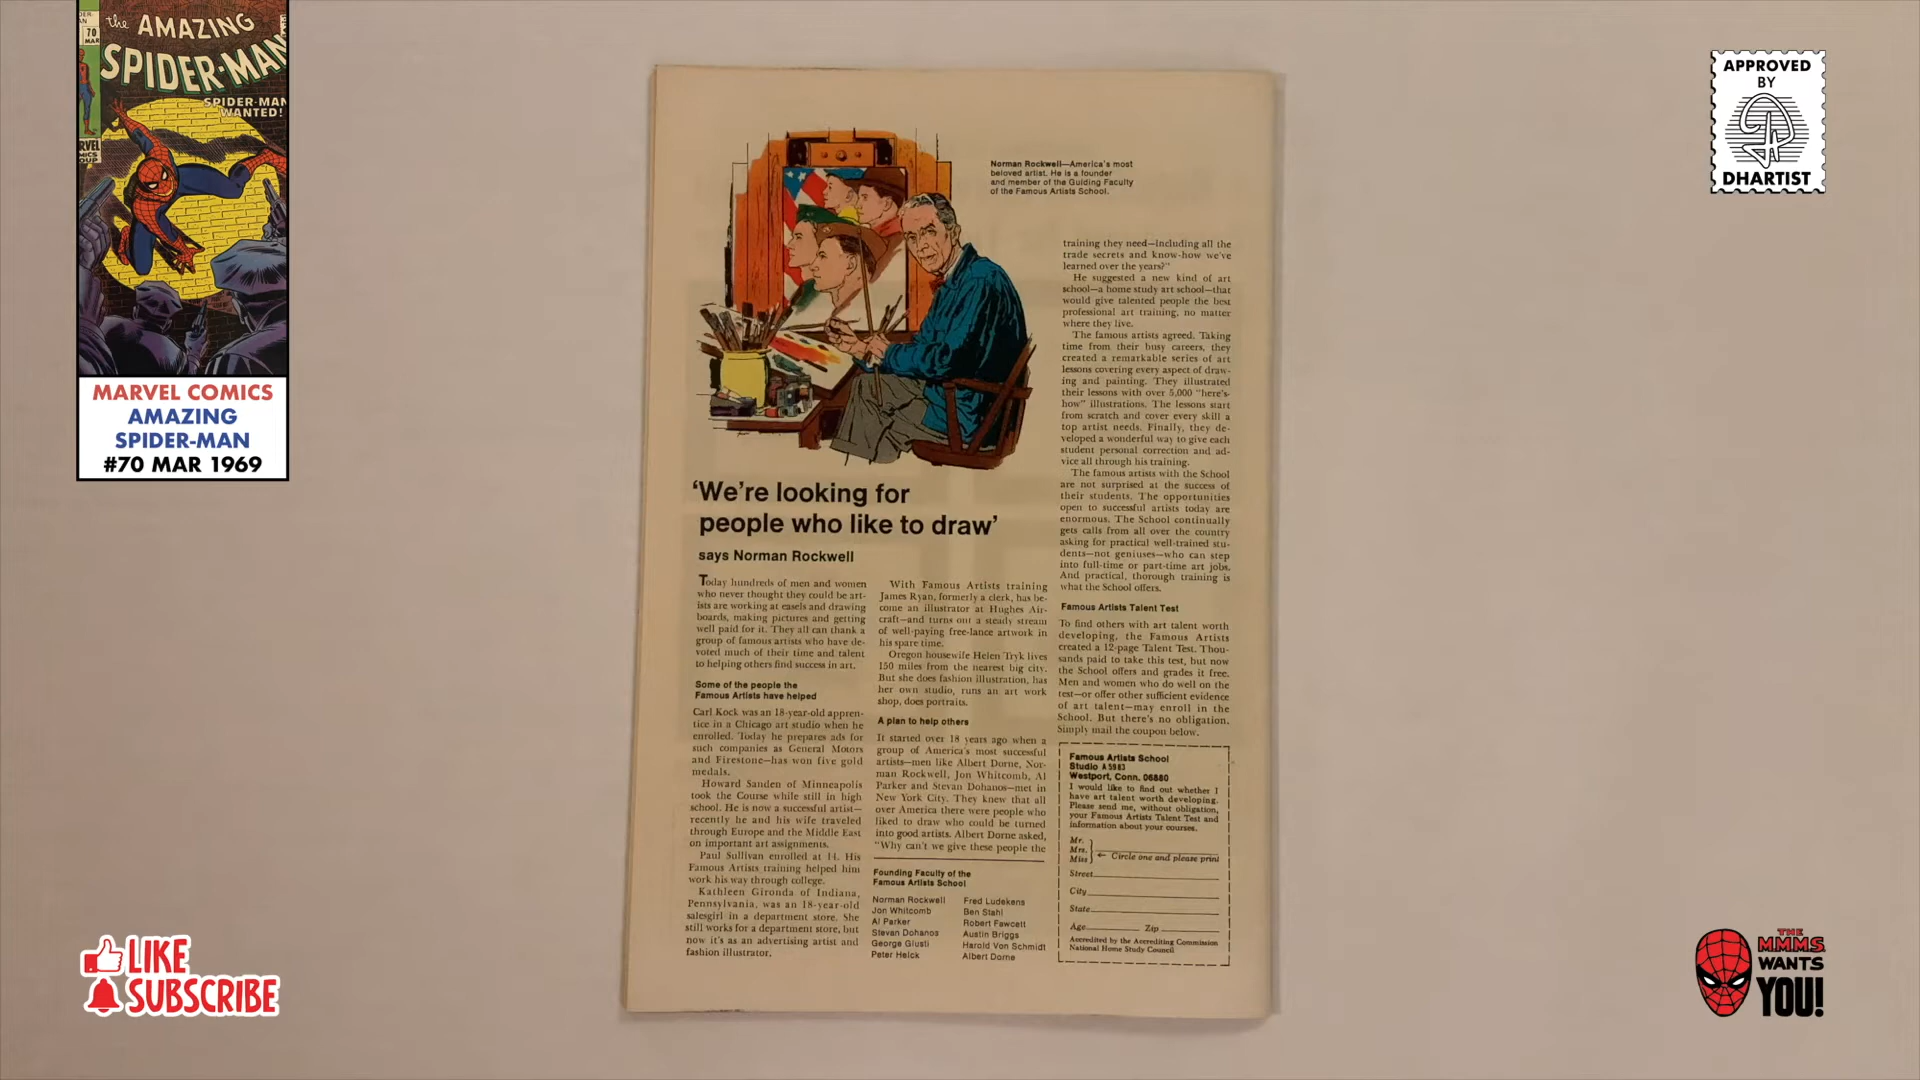 the AMAZING
SPIDER-MAN
70
MAR
SPIDER-MAN
WANTED!
MARVEL COMICS
AMAZING
SPIDER-MAN
#70 MAR 1969
APPROVED
BY
DHARTIST
Norman Rockwell—America's most
beloved artist. He is a founder
and member of the Guiding Faculty
of the Famous Artists School.
'We're looking for
people who like to draw'
says Norman Rockwell
Today hundreds of men and women
who never thought they could be art-
ists are working at easels and drawing
boards, making pictures and getting
well paid for it. They all can thank a
group of famous artists who have de-
voted much of their time and talent
to helping others find success in art.
Some of the people the
Famous Artists have helped
Carl Kock was an 18-year-old appren-
tice in a Chicago art studio when he
enrolled. Today he prepares ads for
such companies as General Motors
and Firestone—has won five gold
medals.
Howard Sanden of Minneapolis
took the Course while still in high
school. He is now a successful artist—
recently he and his wife traveled
through Europe and the Middle East
on important art assignments.
Paul Sullivan enrolled at 14. His
Famous Artists training helped him
work his way through college.
Kathleen Gironda of Indiana,
Pennsylvania, was an 18-year-old
salesgirl in a department store. She
still works for a department store, but
now it's as an advertising artist and
fashion illustrator.
With Famous Artists training
James Ryan, formerly a clerk, has be-
come an illustrator at Hughes Air-
craft—and turns out a steady stream
of well-paying free-lance artwork in
his spare time.
Oregon housewife Helen Tryk lives
150 miles from the nearest big city.
But she does fashion illustration, has
her own studio, runs an art work
shop, does portraits.
A plan to help others
It started over 18 years ago when a
group of America's most successful
artists—men like Albert Dorne, Nor-
man Rockwell, Jon Whitcomb, Al
Parker and Stevan Dohanos—met in
New York City. They knew that all
over America there were people who
liked to draw who could be turned
into good artists. Albert Dorne asked,
"Why can't we give these people the
Founding Faculty of the
Famous Artists School
Norman Rockwell
Jon Whitcomb
Al Parker
Stevan Dohanos
George Giusti
Peter Helck
Fred Ludekens
Ben Stahl
Robert Fawcett
Austin Briggs
Harold Von Schmidt
Albert Dorne
training they need—including all the
trade secrets and know-how we've
learned over the years?"
He suggested a new kind of art
school—a home study art school—that
would give talented people the best
professional art training, no matter
where they live.
The famous artists agreed. Taking
time from their busy careers, they
created a remarkable series of art
lessons covering every aspect of draw-
ing and painting. They illustrated
their lessons with over 5,000 "here's-
how" illustrations. The lessons start
from scratch and cover every skill a
top artist needs. Finally, they de-
veloped a wonderful way to give each
student personal correction and ad-
vice all through his training.
The famous artists with the School
are not surprised at the success of
their students. The opportunities
open to successful artists today are
enormous. The School continually
gets calls from all over the country
asking for practical well-trained stu-
dents—not geniuses—who can step
into full-time or part-time art jobs.
And practical, thorough training is
what the School offers.
Famous Artists Talent Test
To find others with art talent worth
developing, the Famous Artists
created a 12-page Talent Test. Thou-
sands paid to take this test, but now
the School offers and grades it free.
Men and women who do well on the
test—or offer other sufficient evidence
of art talent—may enroll in the
School. But there's no obligation.
Simply mail the coupon below.
Famous Artists School
Studio A5983
Westport, Conn. 06880
I would like to find out whether I
have art talent worth developing.
Please send me, without obligation,
your Famous Artists Talent Test and
information about your courses.
Mr.
Mrs.
Miss
← Circle one and please print
Street
City
State
Age Zip
Accredited by the Accrediting Commission
National Home Study Council
LIKE
SUBSCRIBE
THE
MMMS
WANTS
YOU!